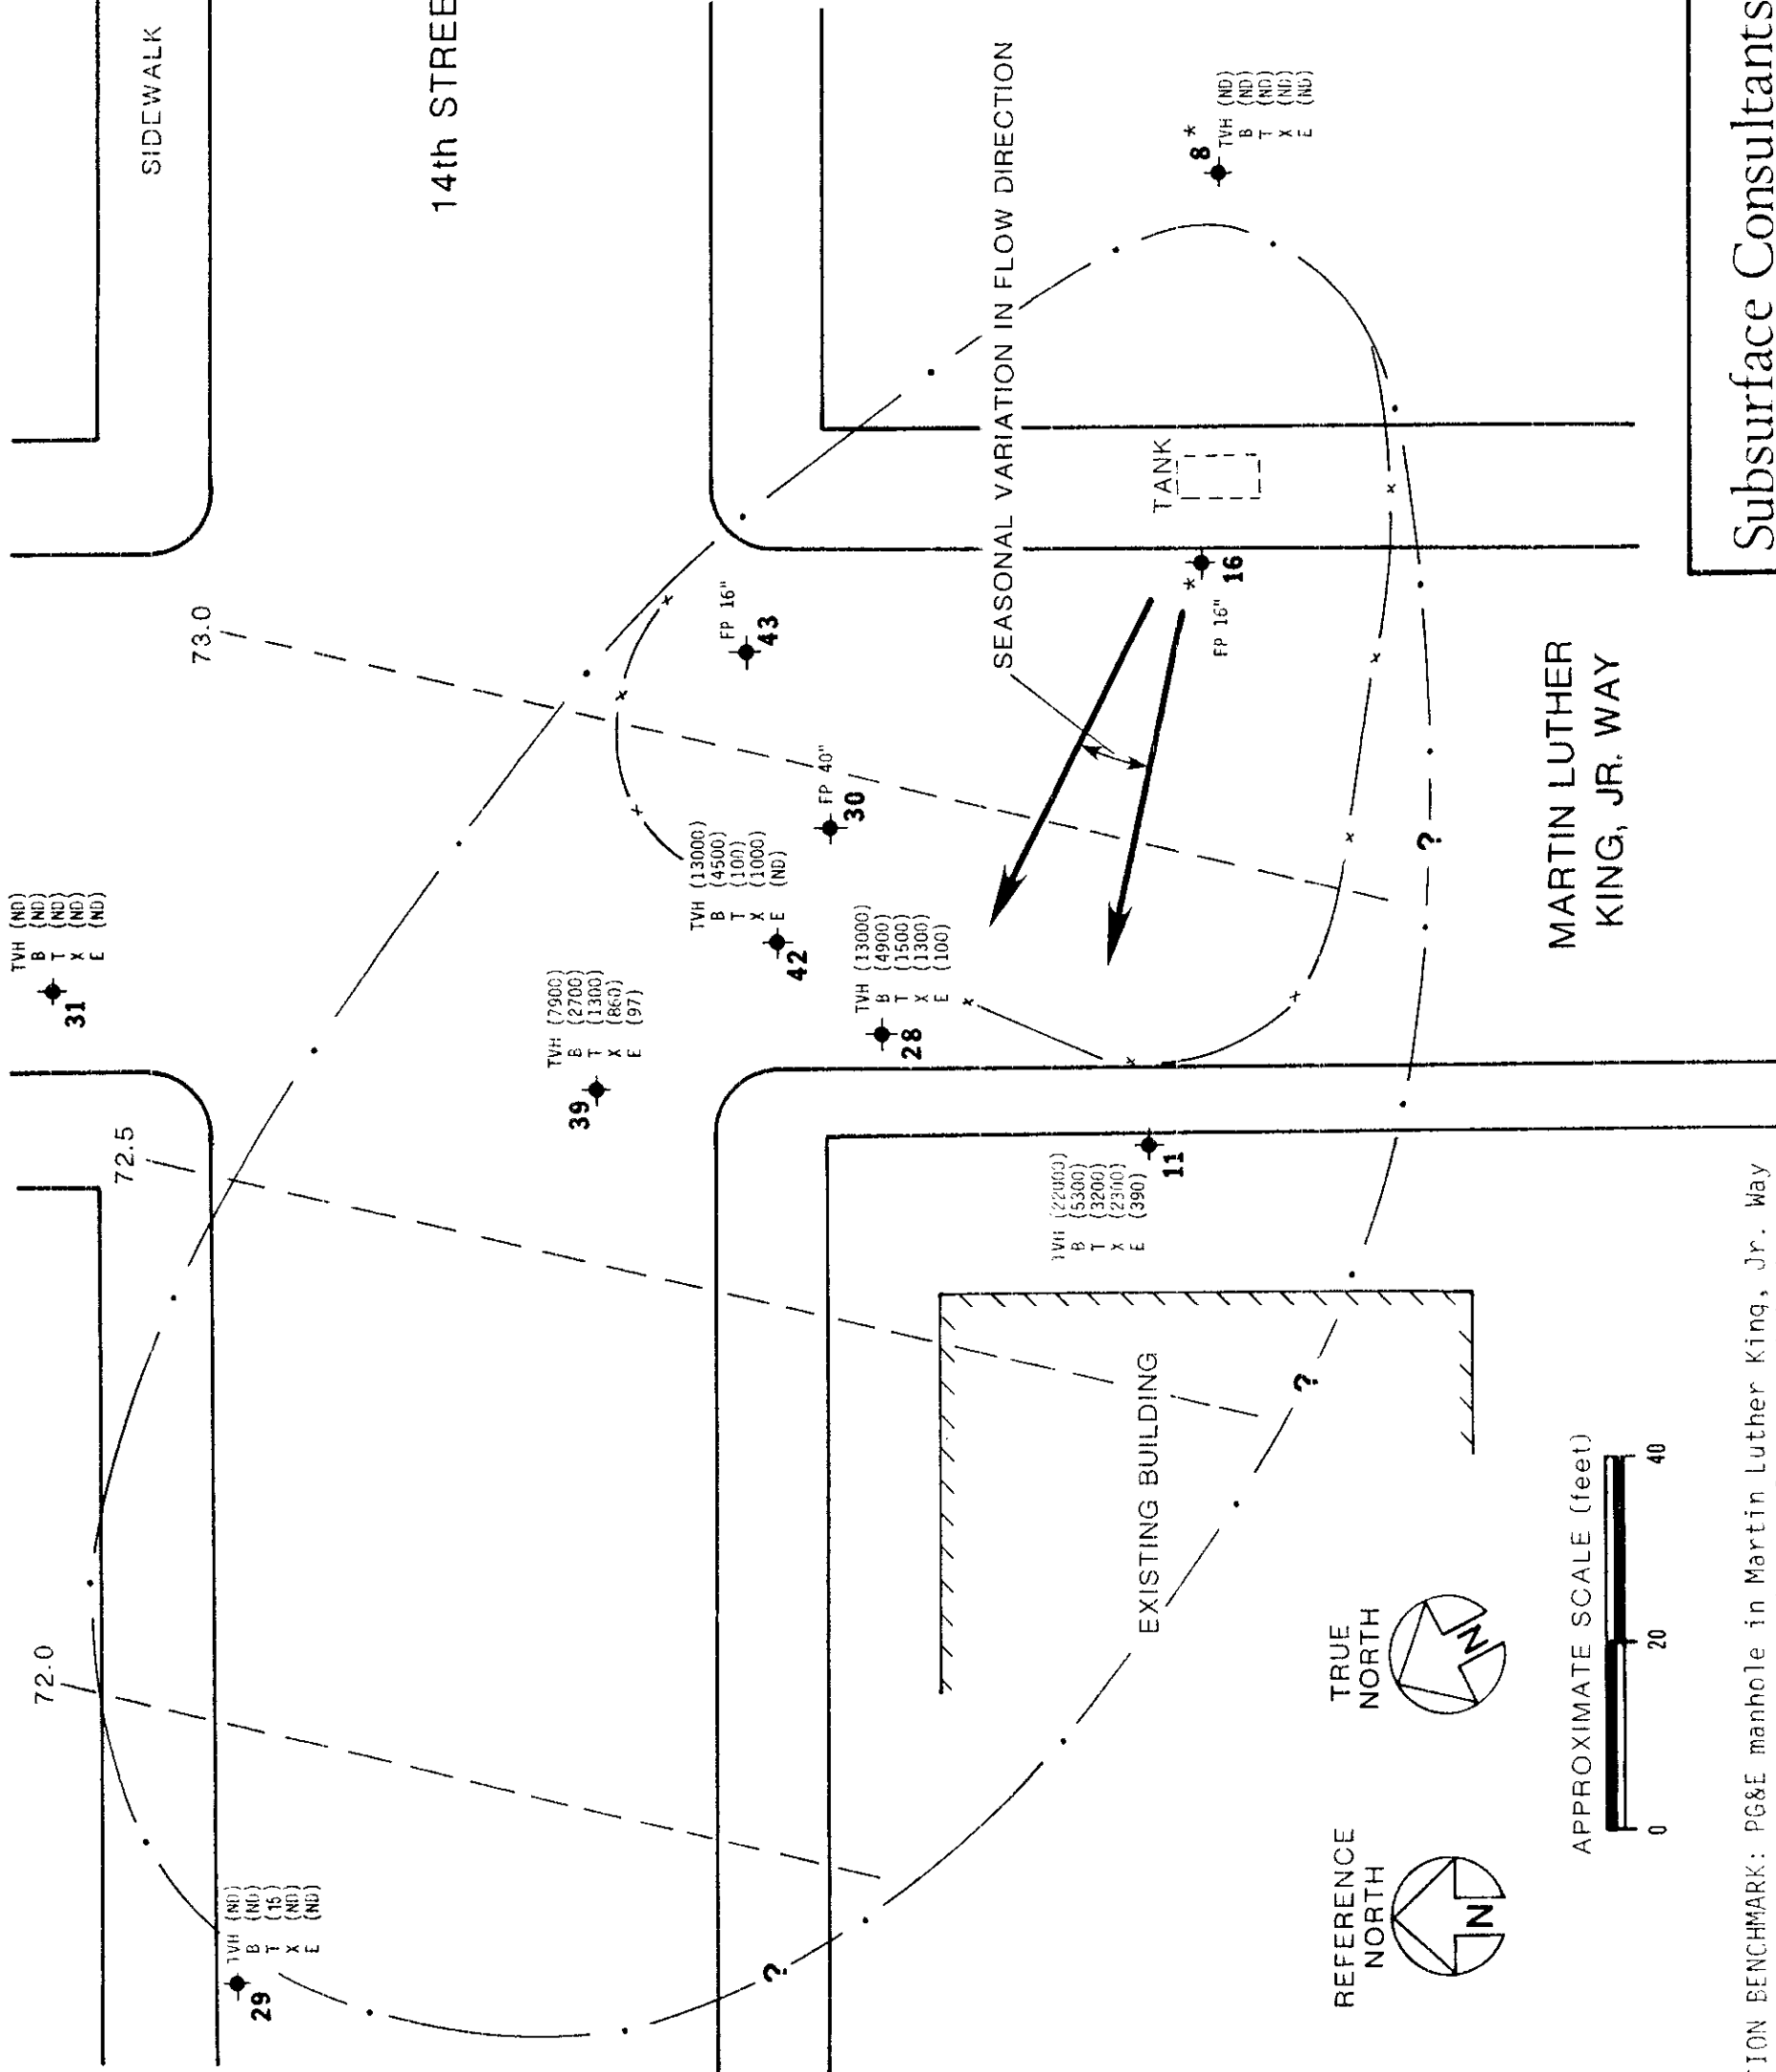 SIDEWALK
14th STREE
73.0
72.5
72.0
TVH (ND)
B (ND)
T (ND)
X (ND)
E (ND)
31
TVH (7900)
B (2700)
T (1300)
X (860)
E (97)
39
TVH (13000)
B (4500)
T (100)
X (1000)
E (ND)
42
FP 16"
43
FP 40"
30
TVH (13000)
B (4900)
T (1500)
X (1300)
E (100)
28
SEASONAL VARIATION IN FLOW DIRECTION
8 *
TVH (ND)
B (ND)
T (ND)
X (ND)
E (ND)
TANK
*
16
FP 16"
TVH (22000)
B (5300)
T (3200)
X (2300)
E (390)
11
TVH (ND)
B (ND)
T (15)
X (ND)
E (ND)
29
?
?
?
EXISTING BUILDING
MARTIN LUTHER
KING, JR. WAY
REFERENCE
NORTH
N
TRUE
NORTH
N
APPROXIMATE SCALE (feet)
0 20 40
TION BENCHMARK: PG&E manhole in Martin Luther King, Jr. Way
Subsurface Consultants